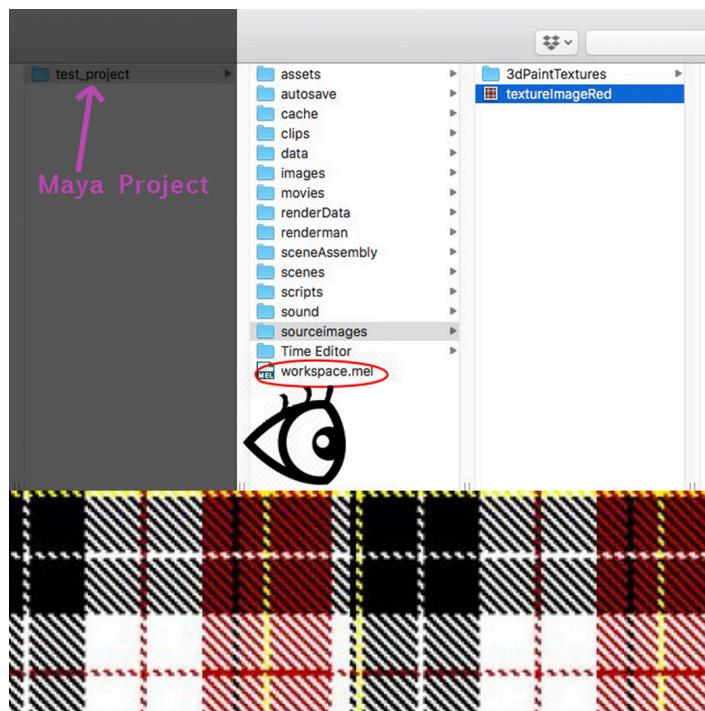 test_project
Maya Project
assets
autosave
cache
clips
data
images
movies
renderData
renderman
sceneAssembly
scenes
scripts
sound
sourceimages
Time Editor
MEL workspace.mel
3dPaintTextures
textureImageRed